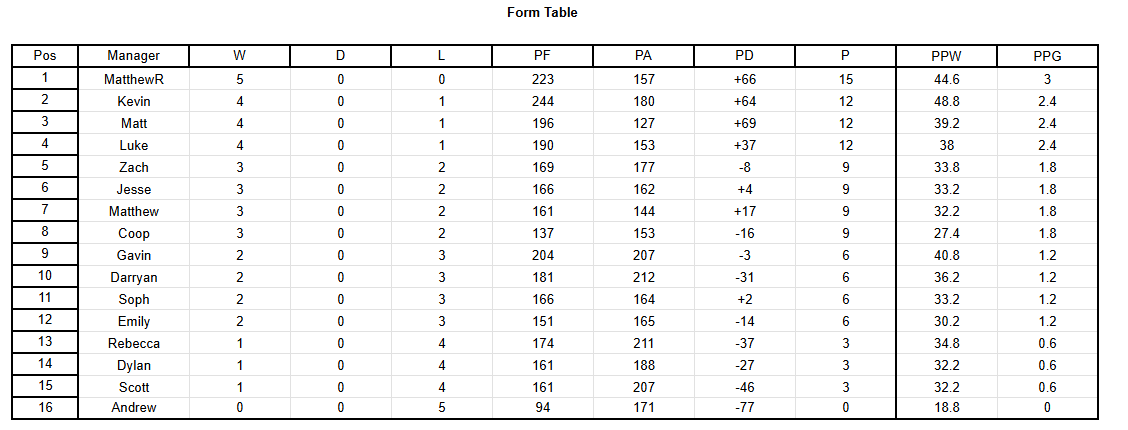 Form Table
Pos Manager W D L PF PA PD P PPW PPG
1 MatthewR 5 0 0 223 157 +66 15 44.6 3
2 Kevin 4 0 1 244 180 +64 12 48.8 2.4
3 Matt 4 0 1 196 127 +69 12 39.2 2.4
4 Luke 4 0 1 190 153 +37 12 38 2.4
5 Zach 3 0 2 169 177 -8 9 33.8 1.8
6 Jesse 3 0 2 166 162 +4 9 33.2 1.8
7 Matthew 3 0 2 161 144 +17 9 32.2 1.8
8 Coop 3 0 2 137 153 -16 9 27.4 1.8
9 Gavin 2 0 3 204 207 -3 6 40.8 1.2
10 Darryan 2 0 3 181 212 -31 6 36.2 1.2
11 Soph 2 0 3 166 164 +2 6 33.2 1.2
12 Emily 2 0 3 151 165 -14 6 30.2 1.2
13 Rebecca 1 0 4 174 211 -37 3 34.8 0.6
14 Dylan 1 0 4 161 188 -27 3 32.2 0.6
15 Scott 1 0 4 161 207 -46 3 32.2 0.6
16 Andrew 0 0 5 94 171 -77 0 18.8 0